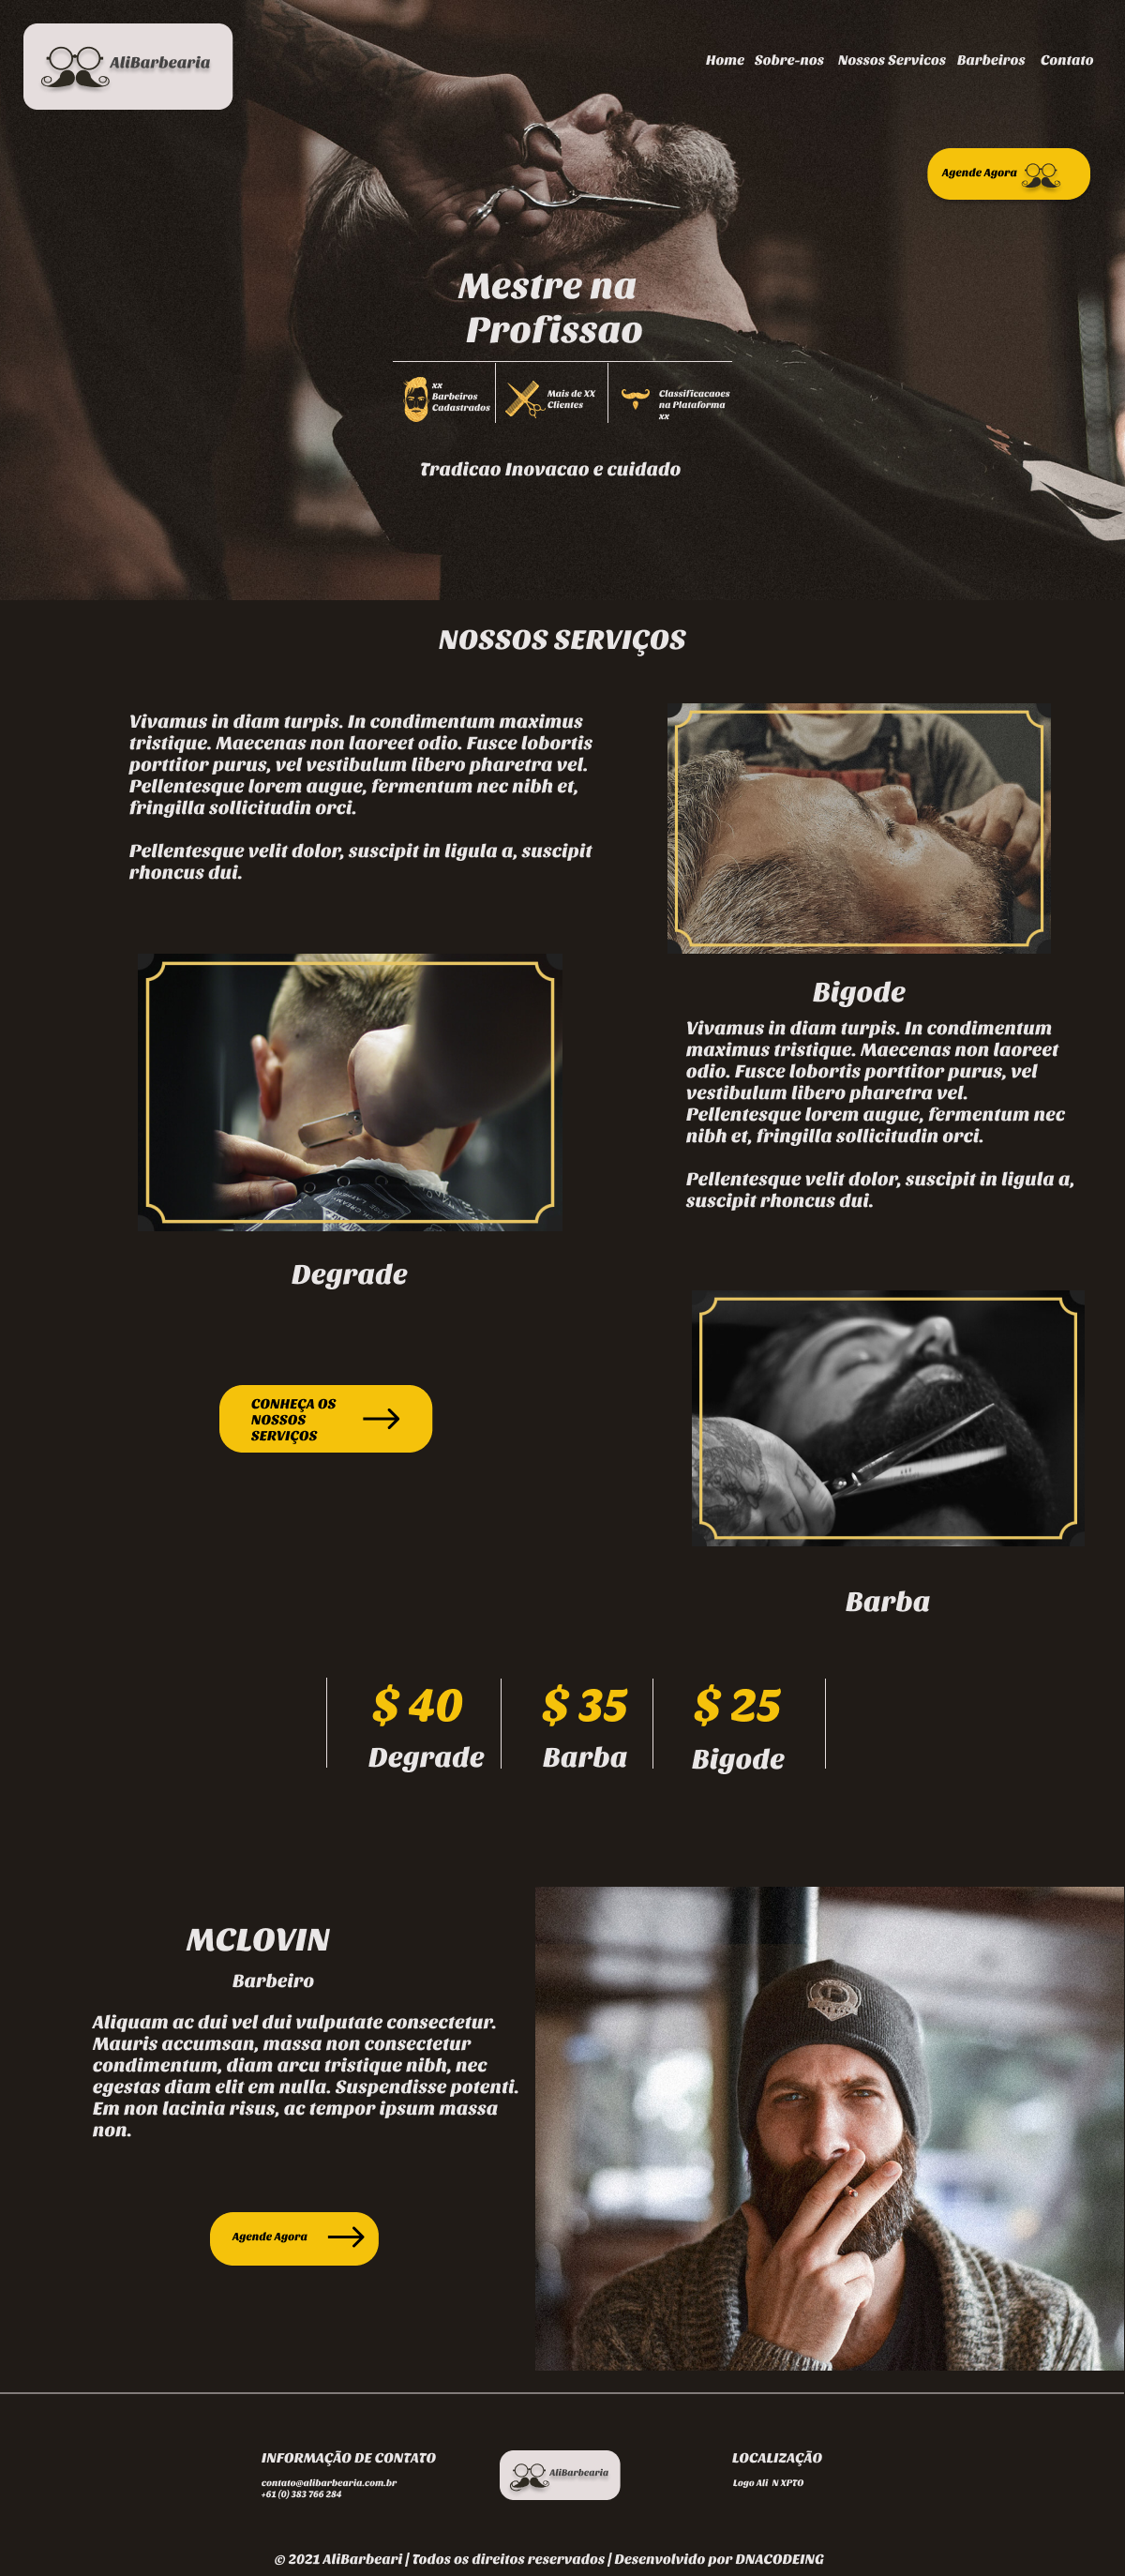 AliBarbearia
Home Sobre-nos Nossos Servicos Barbeiros Contato
Agende Agora
Mestre na
Profissao
xx
Barbeiros
Cadastrados
Mais de XX
Clientes
Classificacaoes
na Plataforma
xx
Tradicao Inovacao e cuidado
NOSSOS SERVIÇOS
Vivamus in diam turpis. In condimentum maximus
tristique. Maecenas non laoreet odio. Fusce lobortis
porttitor purus, vel vestibulum libero pharetra vel.
Pellentesque lorem augue, fermentum nec nibh et,
fringilla sollicitudin orci.
Pellentesque velit dolor, suscipit in ligula a, suscipit
rhoncus dui.
Bigode
Vivamus in diam turpis. In condimentum
maximus tristique. Maecenas non laoreet
odio. Fusce lobortis porttitor purus, vel
vestibulum libero pharetra vel.
Pellentesque lorem augue, fermentum nec
nibh et, fringilla sollicitudin orci.
Pellentesque velit dolor, suscipit in ligula a,
suscipit rhoncus dui.
Degrade
CONHEÇA OS
NOSSOS
SERVIÇOS
Barba
$ 40
Degrade
$ 35
Barba
$ 25
Bigode
MCLOVIN
Barbeiro
Aliquam ac dui vel dui vulputate consectetur.
Mauris accumsan, massa non consectetur
condimentum, diam arcu tristique nibh, nec
egestas diam elit em nulla. Suspendisse potenti.
Em non lacinia risus, ac tempor ipsum massa
non.
Agende Agora
INFORMAÇÃO DE CONTATO
contato@alibarbearia.com.br
+61 (0) 383 766 284
AliBarbearia
LOCALIZAÇÃO
Logo Ali N XPTO
© 2021 AliBarbeari | Todos os direitos reservados | Desenvolvido por DNACODEING